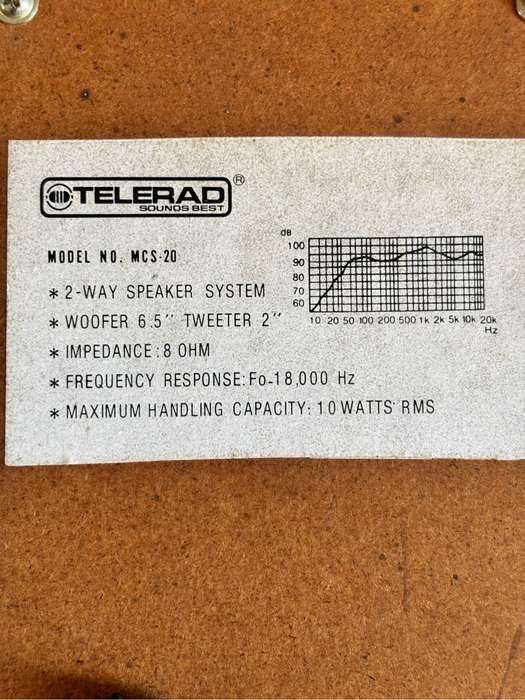 TELERAD®
SOUNDS BEST
MODEL NO. MCS-20
* 2-WAY SPEAKER SYSTEM
* WOOFER 6.5" TWEETER 2"
* IMPEDANCE: 8 OHM
* FREQUENCY RESPONSE: Fo-18,000 Hz
* MAXIMUM HANDLING CAPACITY: 10 WATTS RMS
dB
100
90
80
70
60
10 20 50 100 200 500 1k 2k 5k 10k 20k
Hz